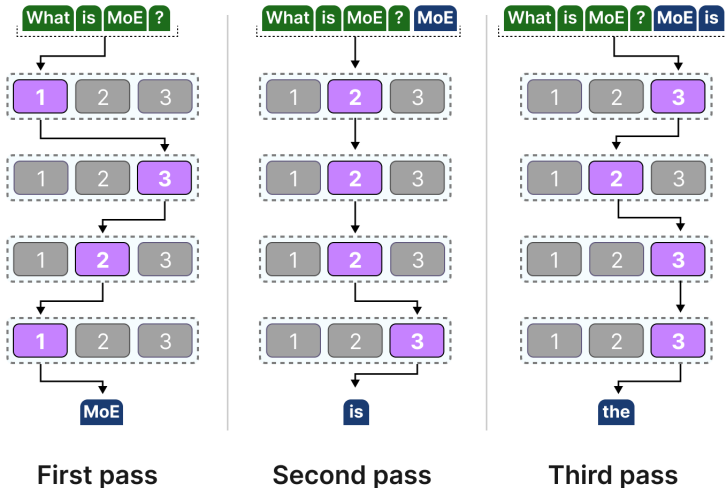 What is MoE ?
1 2 3
1 2 3
1 2 3
1 2 3
MoE
First pass
What is MoE ? MoE
1 2 3
1 2 3
1 2 3
1 2 3
is
Second pass
What is MoE ? MoE is
1 2 3
1 2 3
1 2 3
1 2 3
the
Third pass